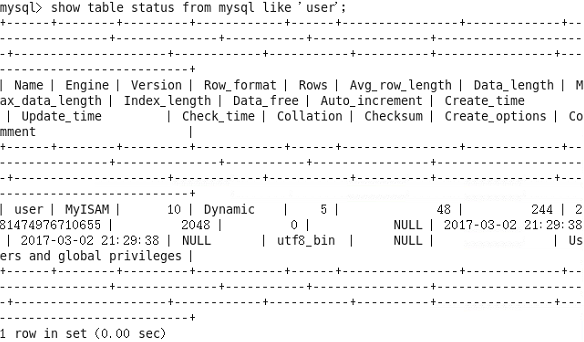 mysql> show table status from mysql like 'user';
+------+--------+---------+------------+------+----------------+-------------+--
---------------+--------------+-----------+----------------+--------------------
-+---------------------+------------+-----------+----------+----------------+---
--------------------------+
| Name | Engine | Version | Row_format | Rows | Avg_row_length | Data_length | M
ax_data_length | Index_length | Data_free | Auto_increment | Create_time
 | Update_time         | Check_time | Collation | Checksum | Create_options | Co
mment                     |
+------+--------+---------+------------+------+----------------+-------------+--
---------------+--------------+-----------+----------------+--------------------
-+---------------------+------------+-----------+----------+----------------+---
--------------------------+
| user | MyISAM |      10 | Dynamic    |    5 |             48 |         244 | 2
81474976710655 |         2048 |         0 |           NULL | 2017-03-02 21:29:38
 | 2017-03-02 21:29:38 | NULL       | utf8_bin  |     NULL |                | Us
ers and global privileges |
+------+--------+---------+------------+------+----------------+-------------+--
---------------+--------------+-----------+----------------+--------------------
-+---------------------+------------+-----------+----------+----------------+---
--------------------------+
1 row in set (0.00 sec)